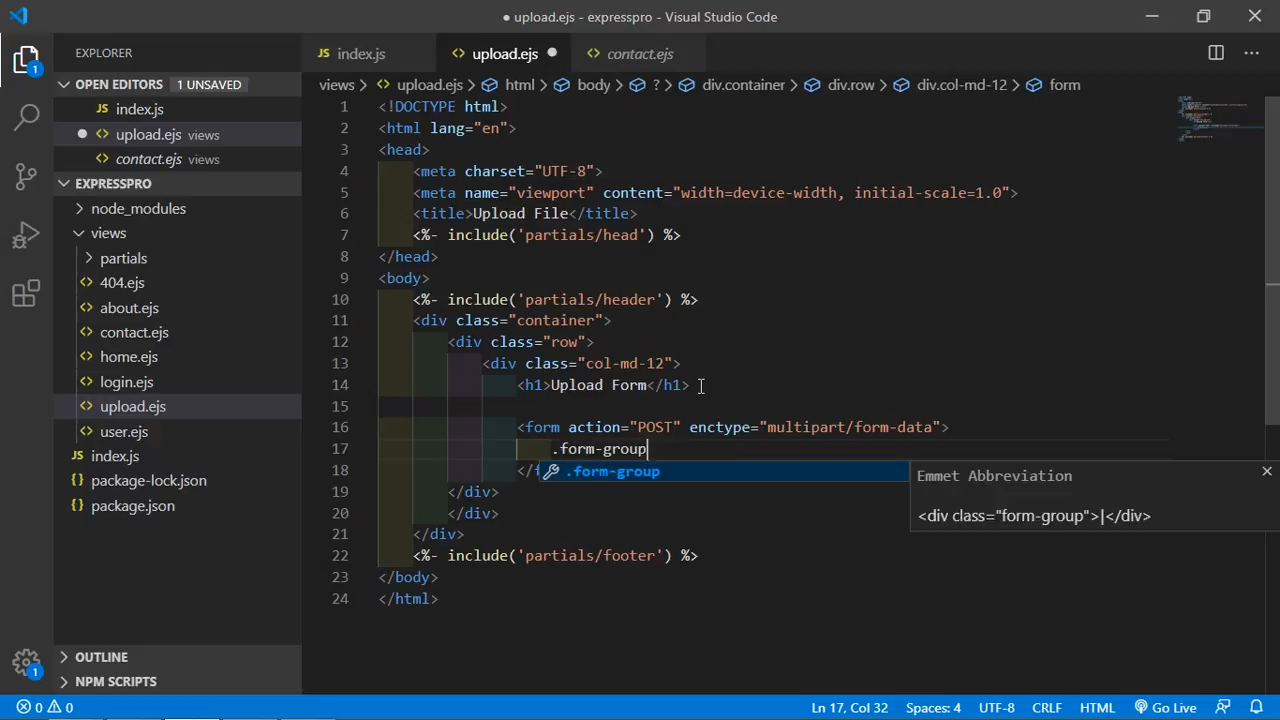 ● upload.ejs - expresspro - Visual Studio Code
EXPLORER
OPEN EDITORS 1 UNSAVED
JS index.js
● <> upload.ejs views
<> contact.ejs views
EXPRESSPRO
node_modules
views
partials
<> 404.ejs
<> about.ejs
<> contact.ejs
<> home.ejs
<> login.ejs
<> upload.ejs
<> user.ejs
JS index.js
{} package-lock.json
{} package.json
OUTLINE
NPM SCRIPTS
1
1
JS index.js <> upload.ejs ● <> contact.ejs
views > <> upload.ejs > html > body > ? > div.container > div.row > div.col-md-12 > form
1 <!DOCTYPE html>
2 <html lang="en">
3 <head>
4 <meta charset="UTF-8">
5 <meta name="viewport" content="width=device-width, initial-scale=1.0">
6 <title>Upload File</title>
7 <%- include('partials/head') %>
8 </head>
9 <body>
10 <%- include('partials/header') %>
11 <div class="container">
12 <div class="row">
13 <div class="col-md-12">
14 <h1>Upload Form</h1>
15
16 <form action="POST" enctype="multipart/form-data">
17 .form-group
18 </f
.form-group
Emmet Abbreviation
<div class="form-group">|</div>
19 </div>
20 </div>
21 </div>
22 <%- include('partials/footer') %>
23 </body>
24 </html>
0 0 Ln 17, Col 32 Spaces: 4 UTF-8 CRLF HTML Go Live